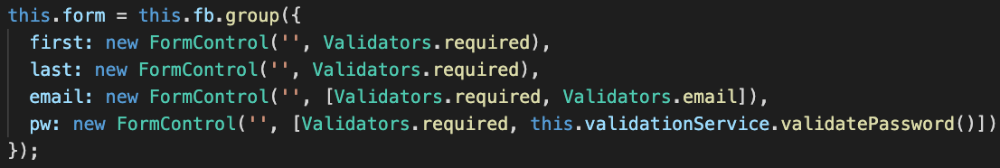 this.form = this.fb.group({
first: new FormControl('', Validators.required),
last: new FormControl('', Validators.required),
email: new FormControl('', [Validators.required, Validators.email]),
pw: new FormControl('', [Validators.required, this.validationService.validatePassword()])
});